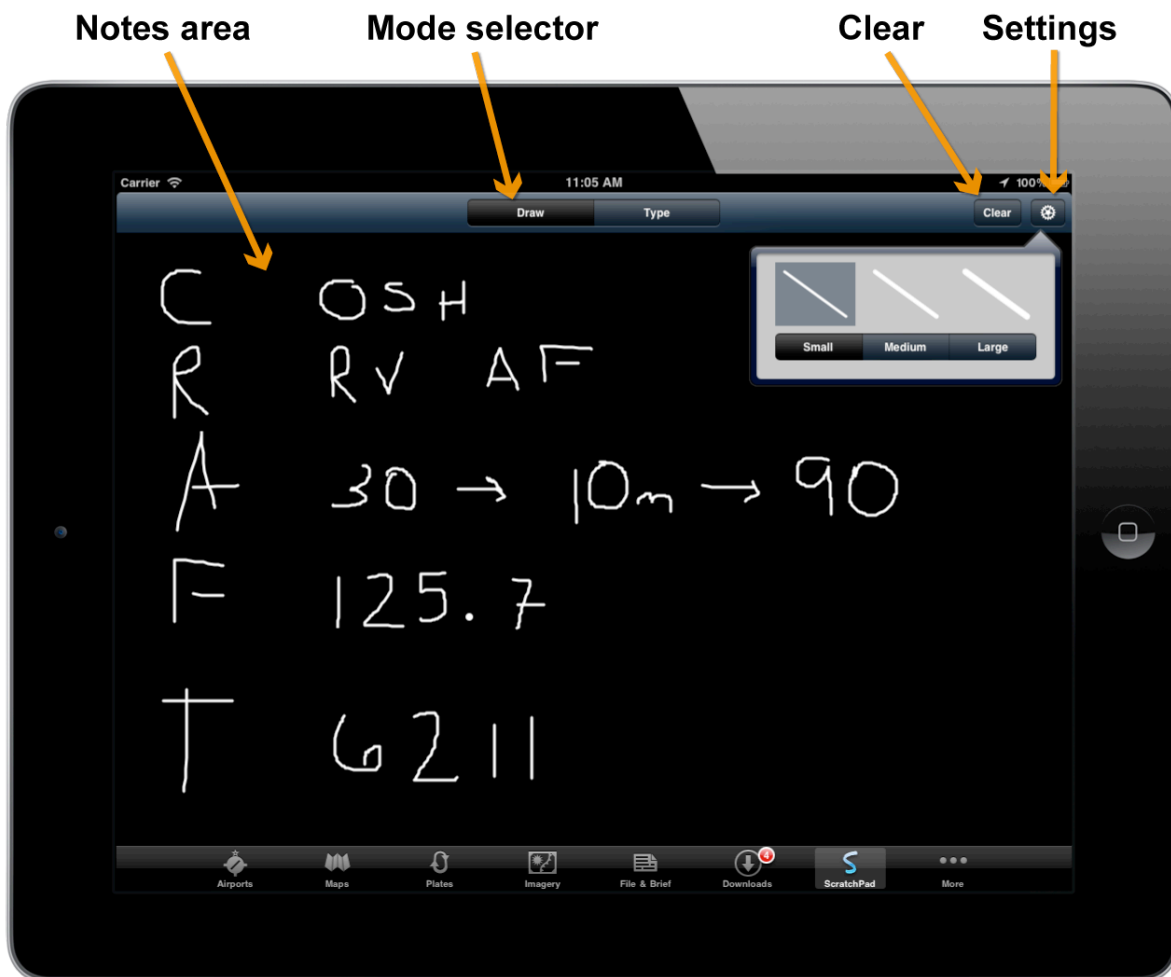 Notes area Mode selector Clear Settings
Carrier 11:05 AM 100%
Draw Type Clear
C OSH
Small Medium Large
R RV AF
A 30 → 10m → 90
F 125.7
T 6211
4
Airports Maps Plates Imagery File & Brief Downloads ScratchPad More